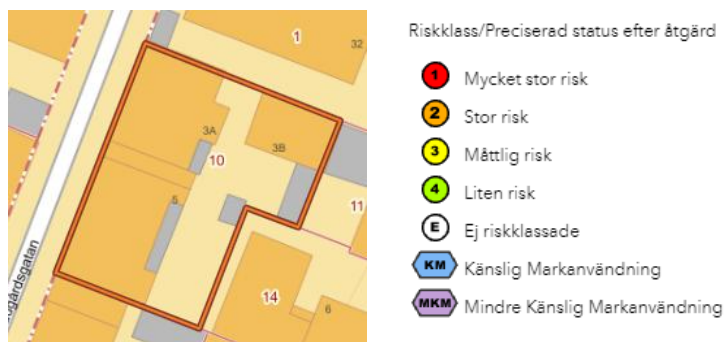 1
32
3A
3B
10
11
5
14
6
Riskklass/Preciserad status efter åtgärd
1 Mycket stor risk
2 Stor risk
3 Måttlig risk
4 Liten risk
E Ej riskklassade
KM Känslig Markanvändning
MKM Mindre Känslig Markanvändning